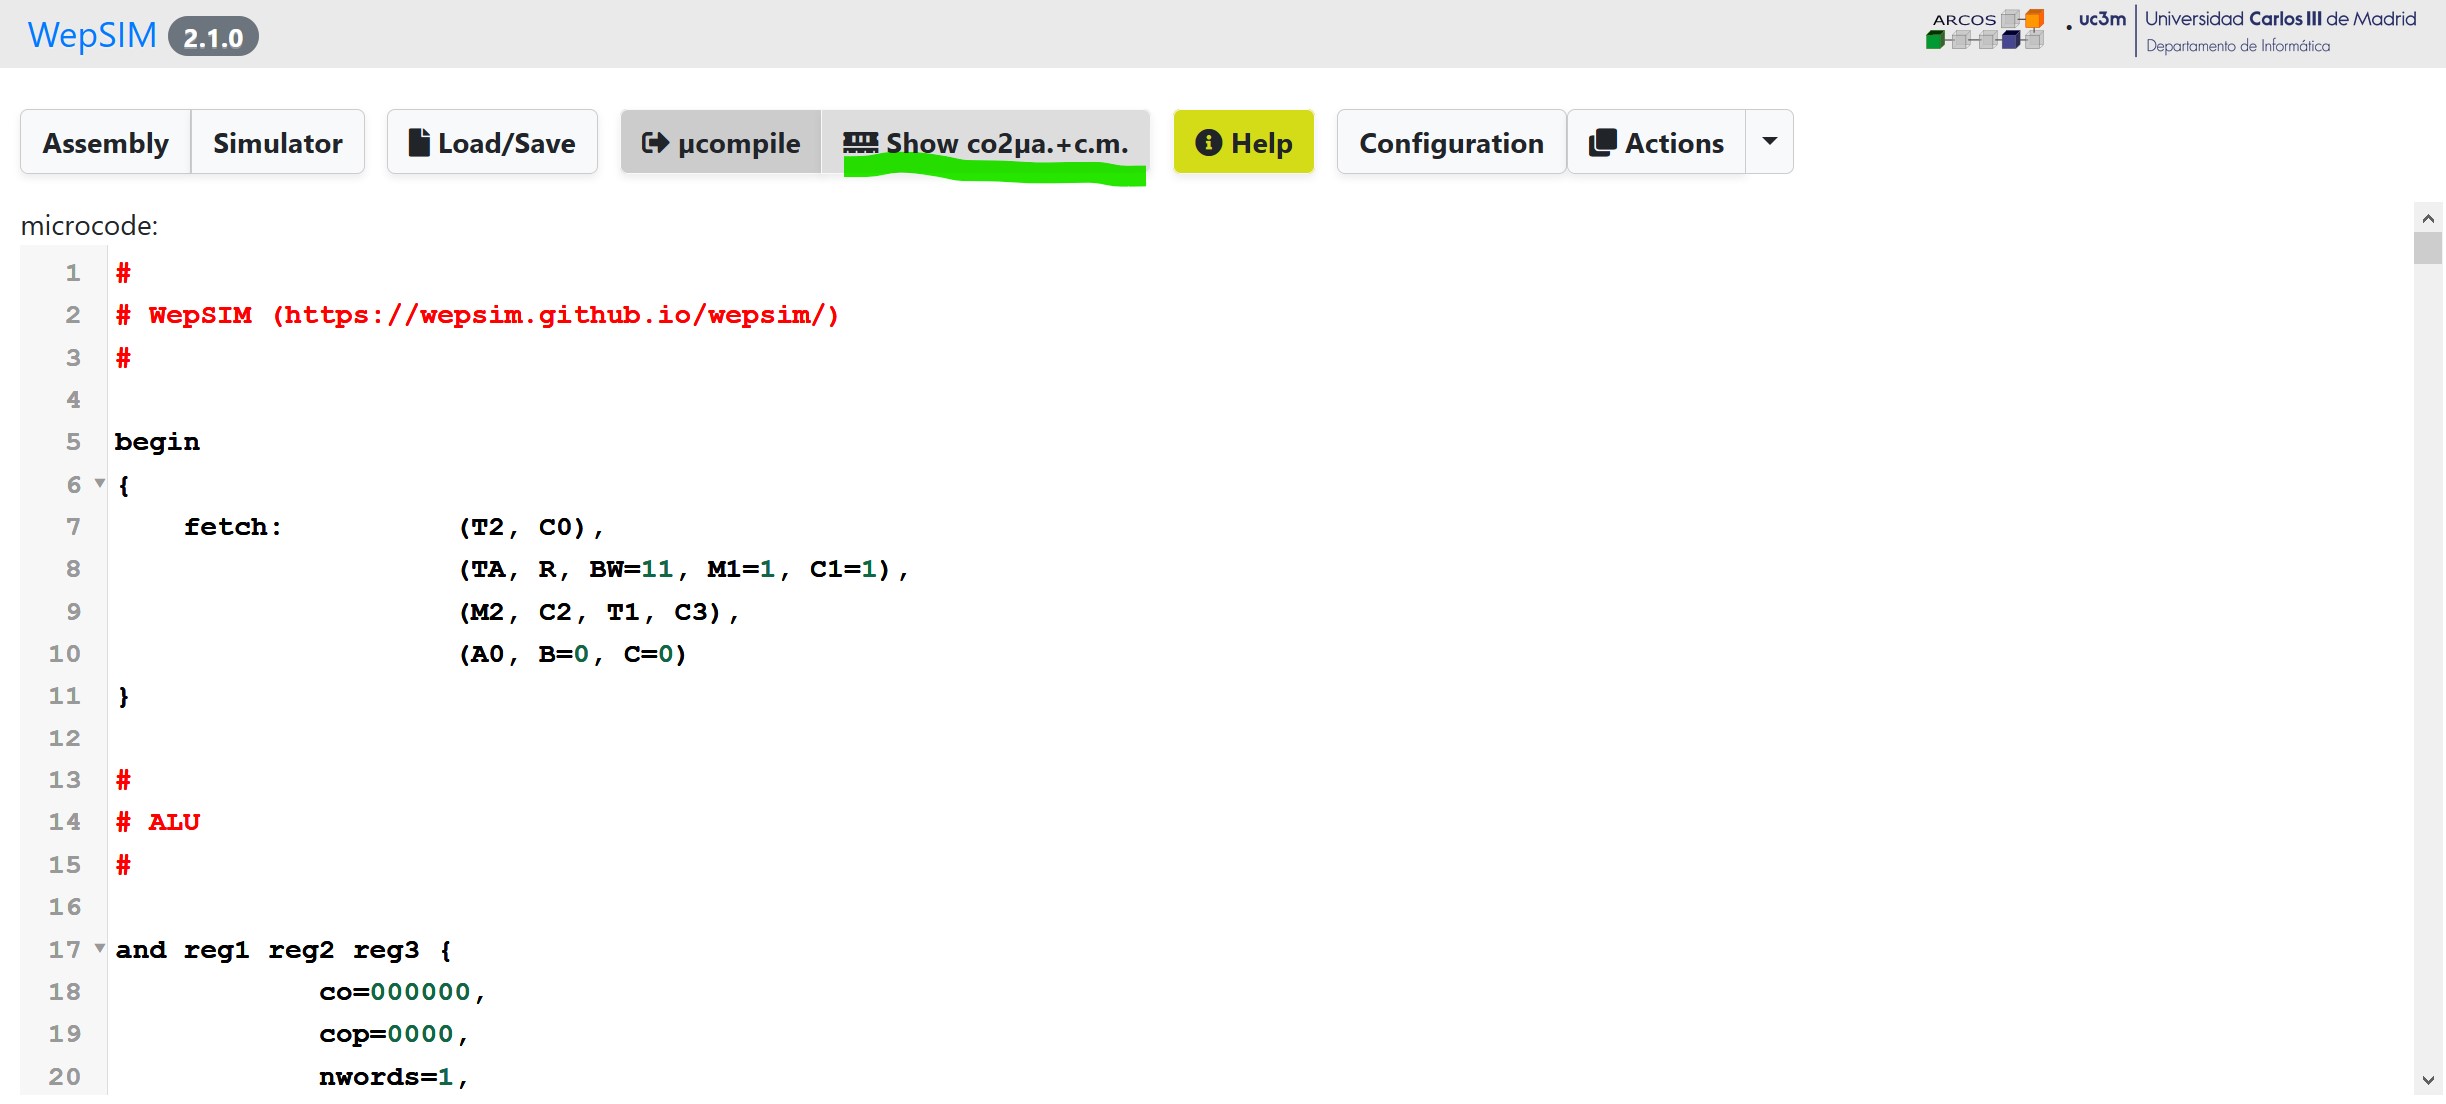 WepSIM 2.1.0
ARCOS . uc3m Universidad Carlos III de Madrid
Departamento de Informática
Assembly Simulator Load/Save µcompile Show co2µa.+c.m. Help Configuration Actions
microcode:
1 #
2 # WepSIM (https://wepsim.github.io/wepsim/)
3 #
4
5 begin
6 {
7 fetch: (T2, C0),
8 (TA, R, BW=11, M1=1, C1=1),
9 (M2, C2, T1, C3),
10 (A0, B=0, C=0)
11 }
12
13 #
14 # ALU
15 #
16
17 and reg1 reg2 reg3 {
18 co=000000,
19 cop=0000,
20 nwords=1,